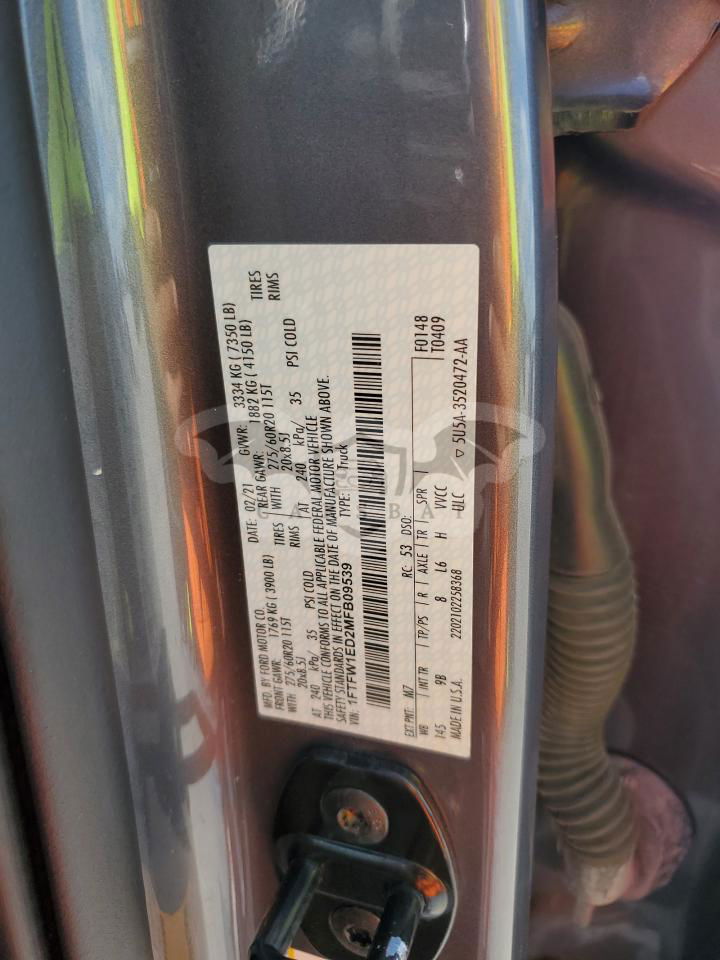 MFD. BY FORD MOTOR CO.
DATE: 02/21 GVWR: 3334 KG ( 7350 LB)
FRONT GAWR: 1769 KG ( 3900 LB) REAR GAWR: 1882 KG ( 4150 LB)
WITH 275/60R20 115T TIRES WITH 275/60R20 115T TIRES
20x8.5J RIMS 20x8.5J RIMS
AT 240 kPa/ 35 PSI COLD AT 240 kPa/ 35 PSI COLD
THIS VEHICLE CONFORMS TO ALL APPLICABLE FEDERAL MOTOR VEHICLE
SAFETY STANDARDS IN EFFECT ON THE DATE OF MANUFACTURE SHOWN ABOVE.
VIN: 1FTFW1ED2MFB09539 TYPE: Truck
EXT PNT: M7 RC: 53 DSO: F0148
WB INT TR TP/PS R AXLE TR SPR T0409
145 9B 8 L6 H VVCC
MADE IN U.S.A. 22021022S8368 ULC ▽ 5U5A-3520472-AA